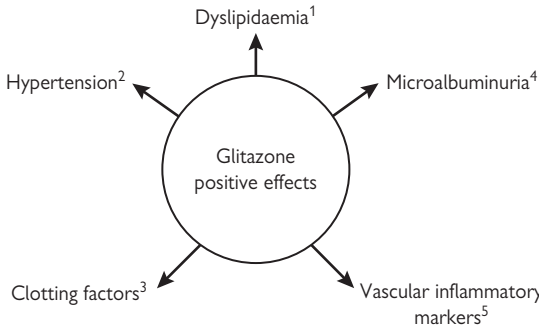 Dyslipidaemia¹
Hypertension²
Microalbuminuria⁴
Glitazone
positive effects
Clotting factors³
Vascular inflammatory
markers⁵